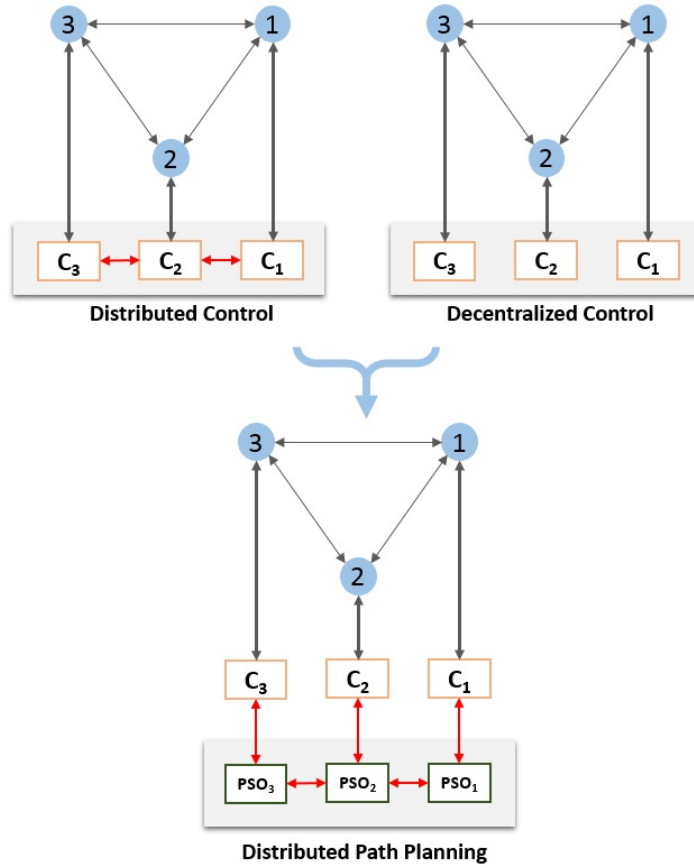 3 1
2
C₃ C₂ C₁
Distributed Control
3 1
2
C₃ C₂ C₁
Decentralized Control
3 1
2
C₃ C₂ C₁
PSO₃ PSO₂ PSO₁
Distributed Path Planning